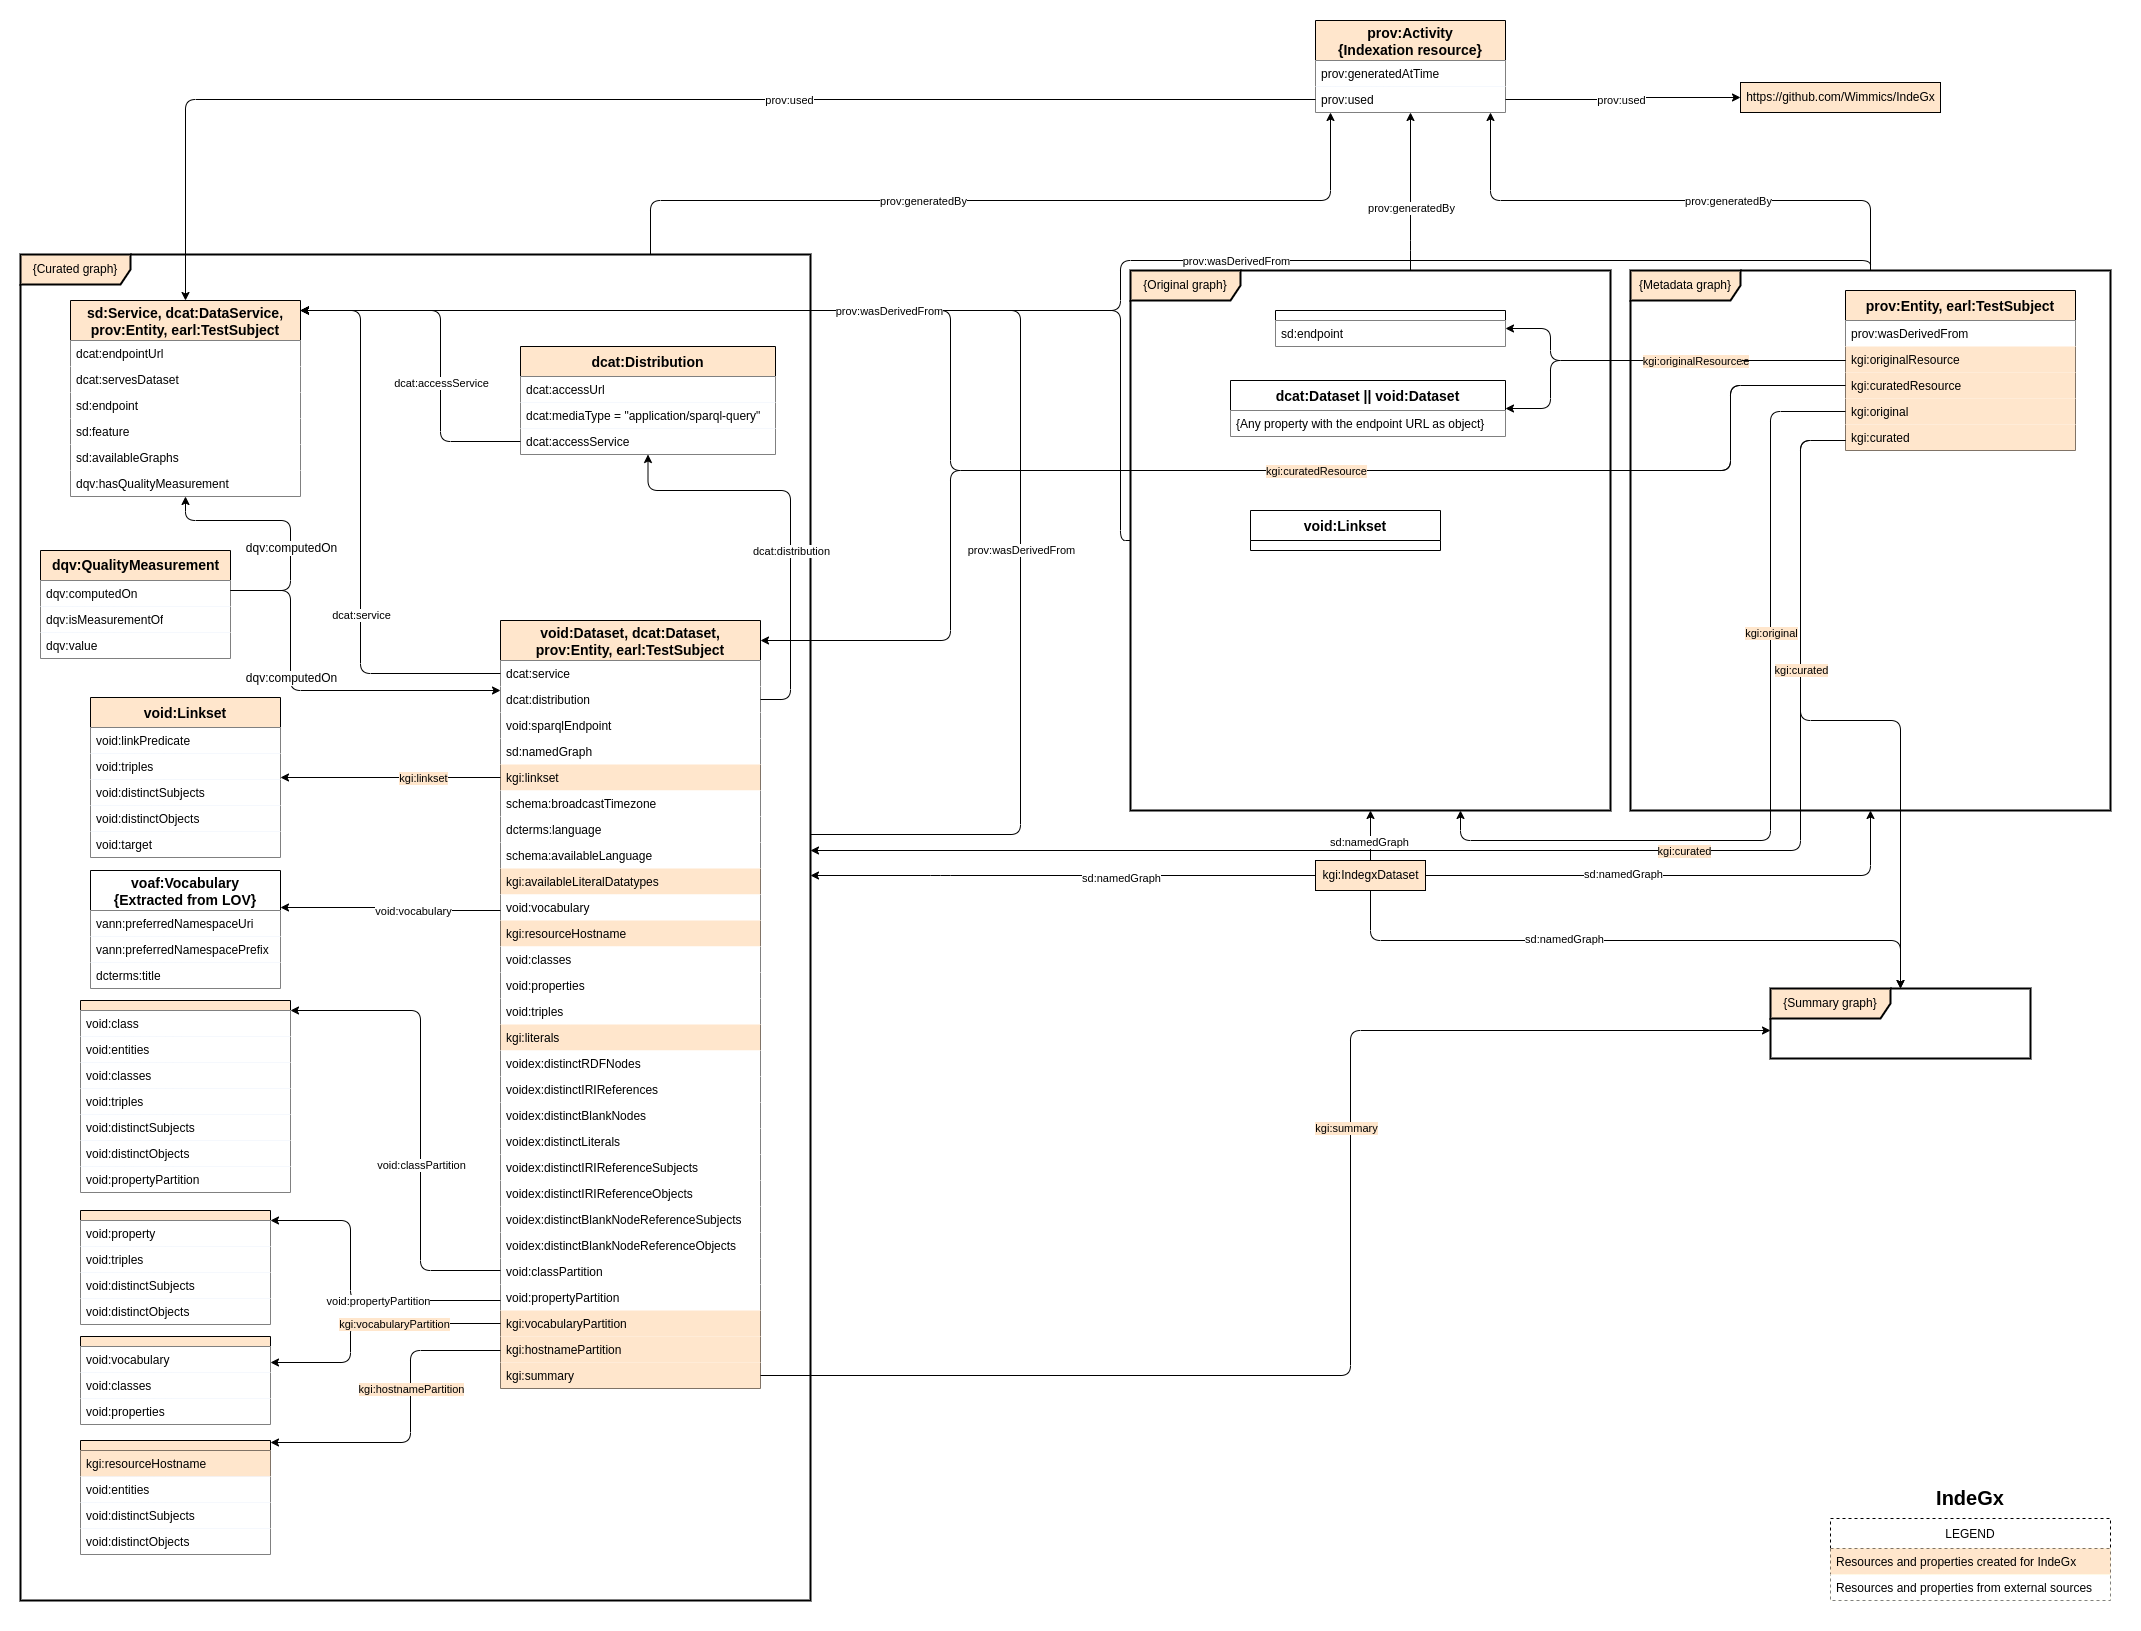 prov:Activity
{Indexation resource}
prov:generatedAtTime
prov:used
prov:used
prov:used
https://github.com/Wimmics/IndeGx
prov:generatedBy
prov:generatedBy
prov:generatedBy
{Curated graph}
sd:Service, dcat:DataService,
prov:Entity, earl:TestSubject
dcat:endpointUrl
dcat:servesDataset
sd:endpoint
sd:feature
sd:availableGraphs
dqv:hasQualityMeasurement
dcat:accessService
dcat:Distribution
dcat:accessUrl
dcat:mediaType = "application/sparql-query"
dcat:accessService
prov:wasDerivedFrom
prov:wasDerivedFrom
prov:wasDerivedFrom
dcat:distribution
dqv:computedOn
dqv:QualityMeasurement
dqv:computedOn
dqv:isMeasurementOf
dqv:value
dcat:service
dqv:computedOn
void:Dataset, dcat:Dataset,
prov:Entity, earl:TestSubject
dcat:service
dcat:distribution
void:sparqlEndpoint
sd:namedGraph
kgi:linkset
schema:broadcastTimezone
dcterms:language
schema:availableLanguage
kgi:availableLiteralDatatypes
void:vocabulary
kgi:resourceHostname
void:classes
void:properties
void:triples
kgi:literals
voidex:distinctRDFNodes
voidex:distinctIRIReferences
voidex:distinctBlankNodes
voidex:distinctLiterals
voidex:distinctIRIReferenceSubjects
voidex:distinctIRIReferenceObjects
voidex:distinctBlankNodeReferenceSubjects
voidex:distinctBlankNodeReferenceObjects
void:classPartition
void:propertyPartition
kgi:vocabularyPartition
kgi:hostnamePartition
kgi:summary
void:Linkset
void:linkPredicate
void:triples
void:distinctSubjects
void:distinctObjects
void:target
kgi:linkset
voaf:Vocabulary
{Extracted from LOV}
vann:preferredNamespaceUri
vann:preferredNamespacePrefix
dcterms:title
void:vocabulary
void:class
void:entities
void:classes
void:triples
void:distinctSubjects
void:distinctObjects
void:propertyPartition
void:classPartition
void:property
void:triples
void:distinctSubjects
void:distinctObjects
void:propertyPartition
kgi:vocabularyPartition
void:vocabulary
void:classes
void:properties
kgi:hostnamePartition
kgi:resourceHostname
void:entities
void:distinctSubjects
void:distinctObjects
{Original graph}
sd:endpoint
dcat:Dataset || void:Dataset
{Any property with the endpoint URL as object}
kgi:curatedResource
void:Linkset
{Metadata graph}
prov:Entity, earl:TestSubject
prov:wasDerivedFrom
kgi:originalResource
kgi:curatedResource
kgi:original
kgi:curated
kgi:originalResourcee
kgi:original
kgi:curated
sd:namedGraph
kgi:curated
sd:namedGraph
kgi:IndegxDataset
sd:namedGraph
sd:namedGraph
{Summary graph}
kgi:summary
IndeGx
LEGEND
Resources and properties created for IndeGx
Resources and properties from external sources